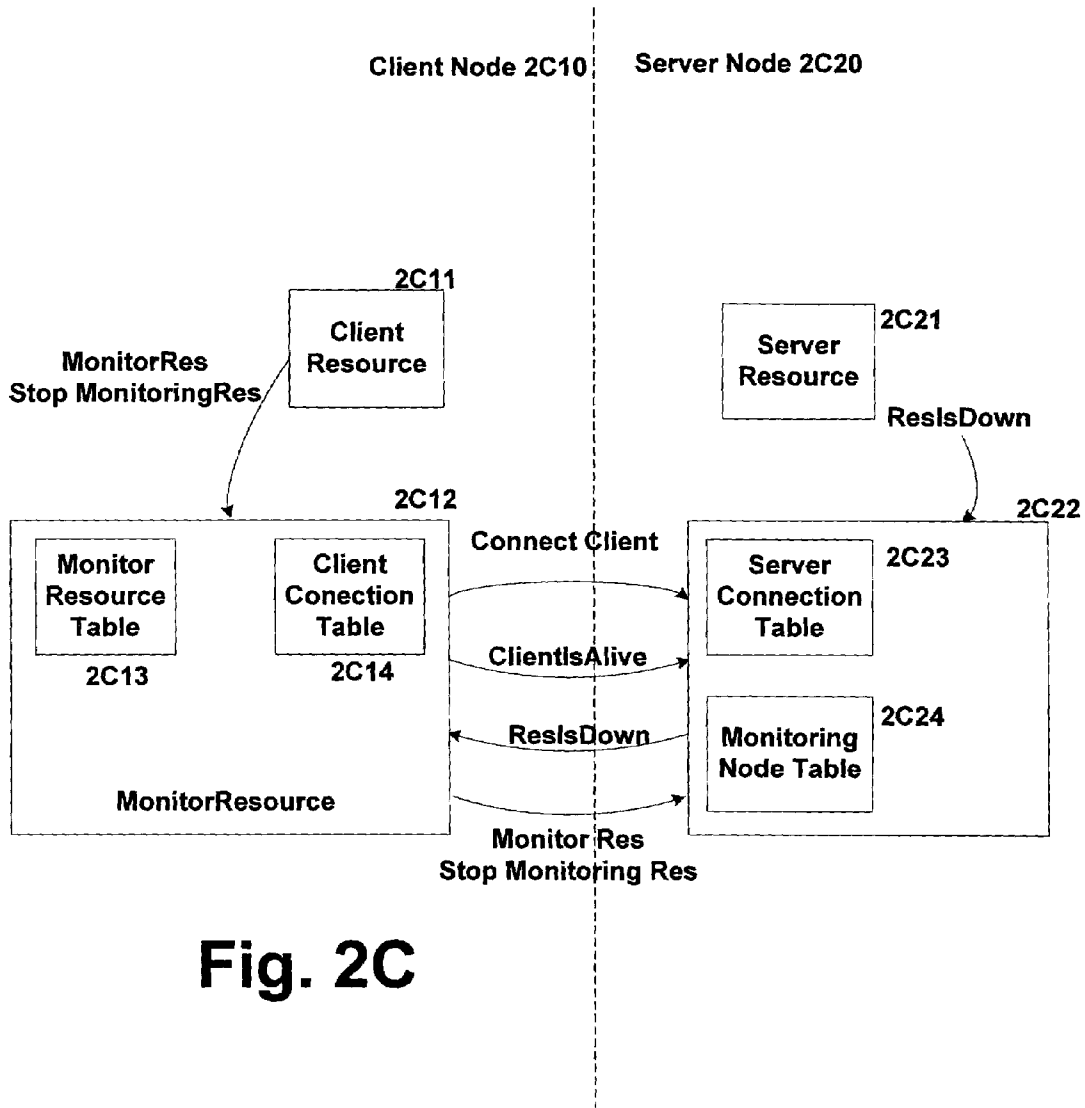 Client Node 2C10
Server Node 2C20
2C11
Client
Resource
MonitorRes
Stop MonitoringRes
2C21
Server
Resource
ResIsDown
2C12
2C22
Monitor
Resource
Table
2C13
Client
Conection
Table
2C14
MonitorResource
Connect Client
ClientIsAlive
ResIsDown
Monitor Res
Stop Monitoring Res
Server
Connection
Table
2C23
Monitoring
Node Table
2C24
Fig. 2C